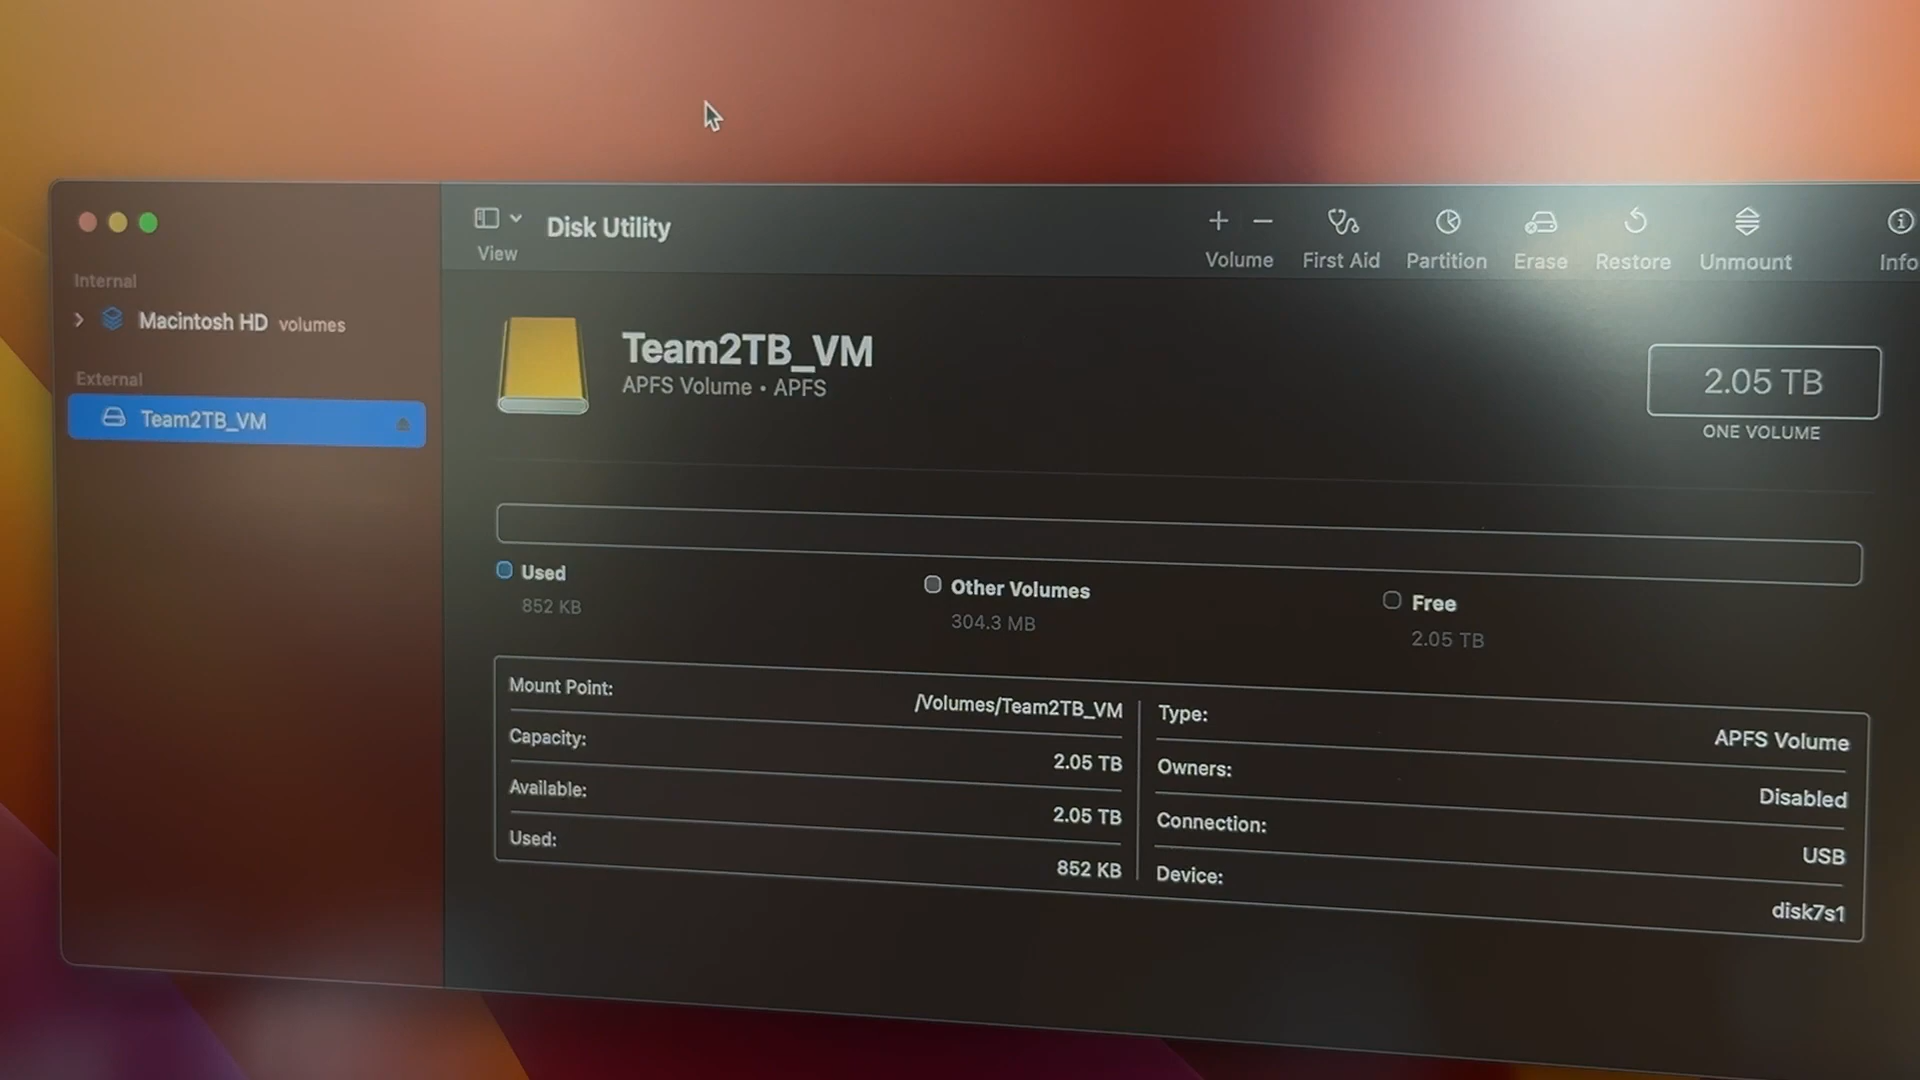 View
Disk Utility
Volume
First Aid
Partition
Erase
Restore
Unmount
Info
Internal
Macintosh HD volumes
External
Team2TB_VM
Team2TB_VM
APFS Volume • APFS
2.05 TB
ONE VOLUME
Used
852 KB
Other Volumes
304.3 MB
Free
2.05 TB
Mount Point: /Volumes/Team2TB_VM
Capacity: 2.05 TB
Available: 2.05 TB
Used: 852 KB
Type: APFS Volume
Owners: Disabled
Connection: USB
Device: disk7s1